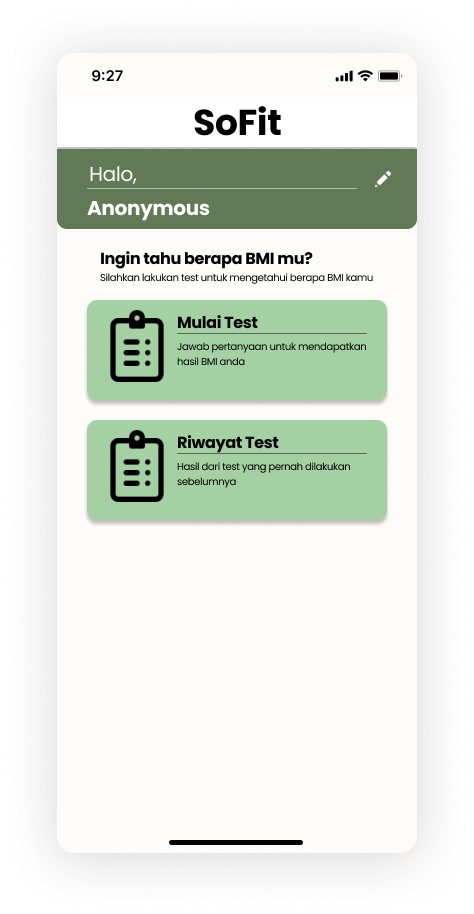 9:27
SoFit
Halo,
Anonymous
Ingin tahu berapa BMI mu?
Silahkan lakukan test untuk mengetahui berapa BMI kamu
Mulai Test
Jawab pertanyaan untuk mendapatkan
hasil BMI anda
Riwayat Test
Hasil dari test yang pernah dilakukan
sebelumnya